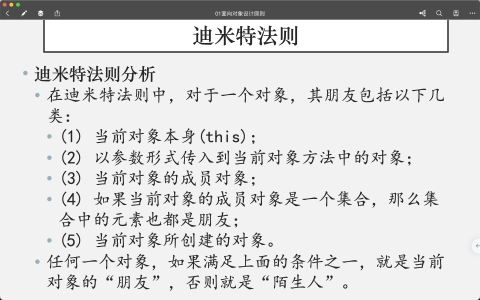 01面向对象设计原则
迪米特法则
• 迪米特法则分析
• 在迪米特法则中，对于一个对象，其朋友包括以下几
类：
• (1) 当前对象本身(this)；
• (2) 以参数形式传入到当前对象方法中的对象；
• (3) 当前对象的成员对象；
• (4) 如果当前对象的成员对象是一个集合，那么集
合中的元素也都是朋友；
• (5) 当前对象所创建的对象。
• 任何一个对象，如果满足上面的条件之一，就是当前
对象的“朋友”，否则就是“陌生人”。